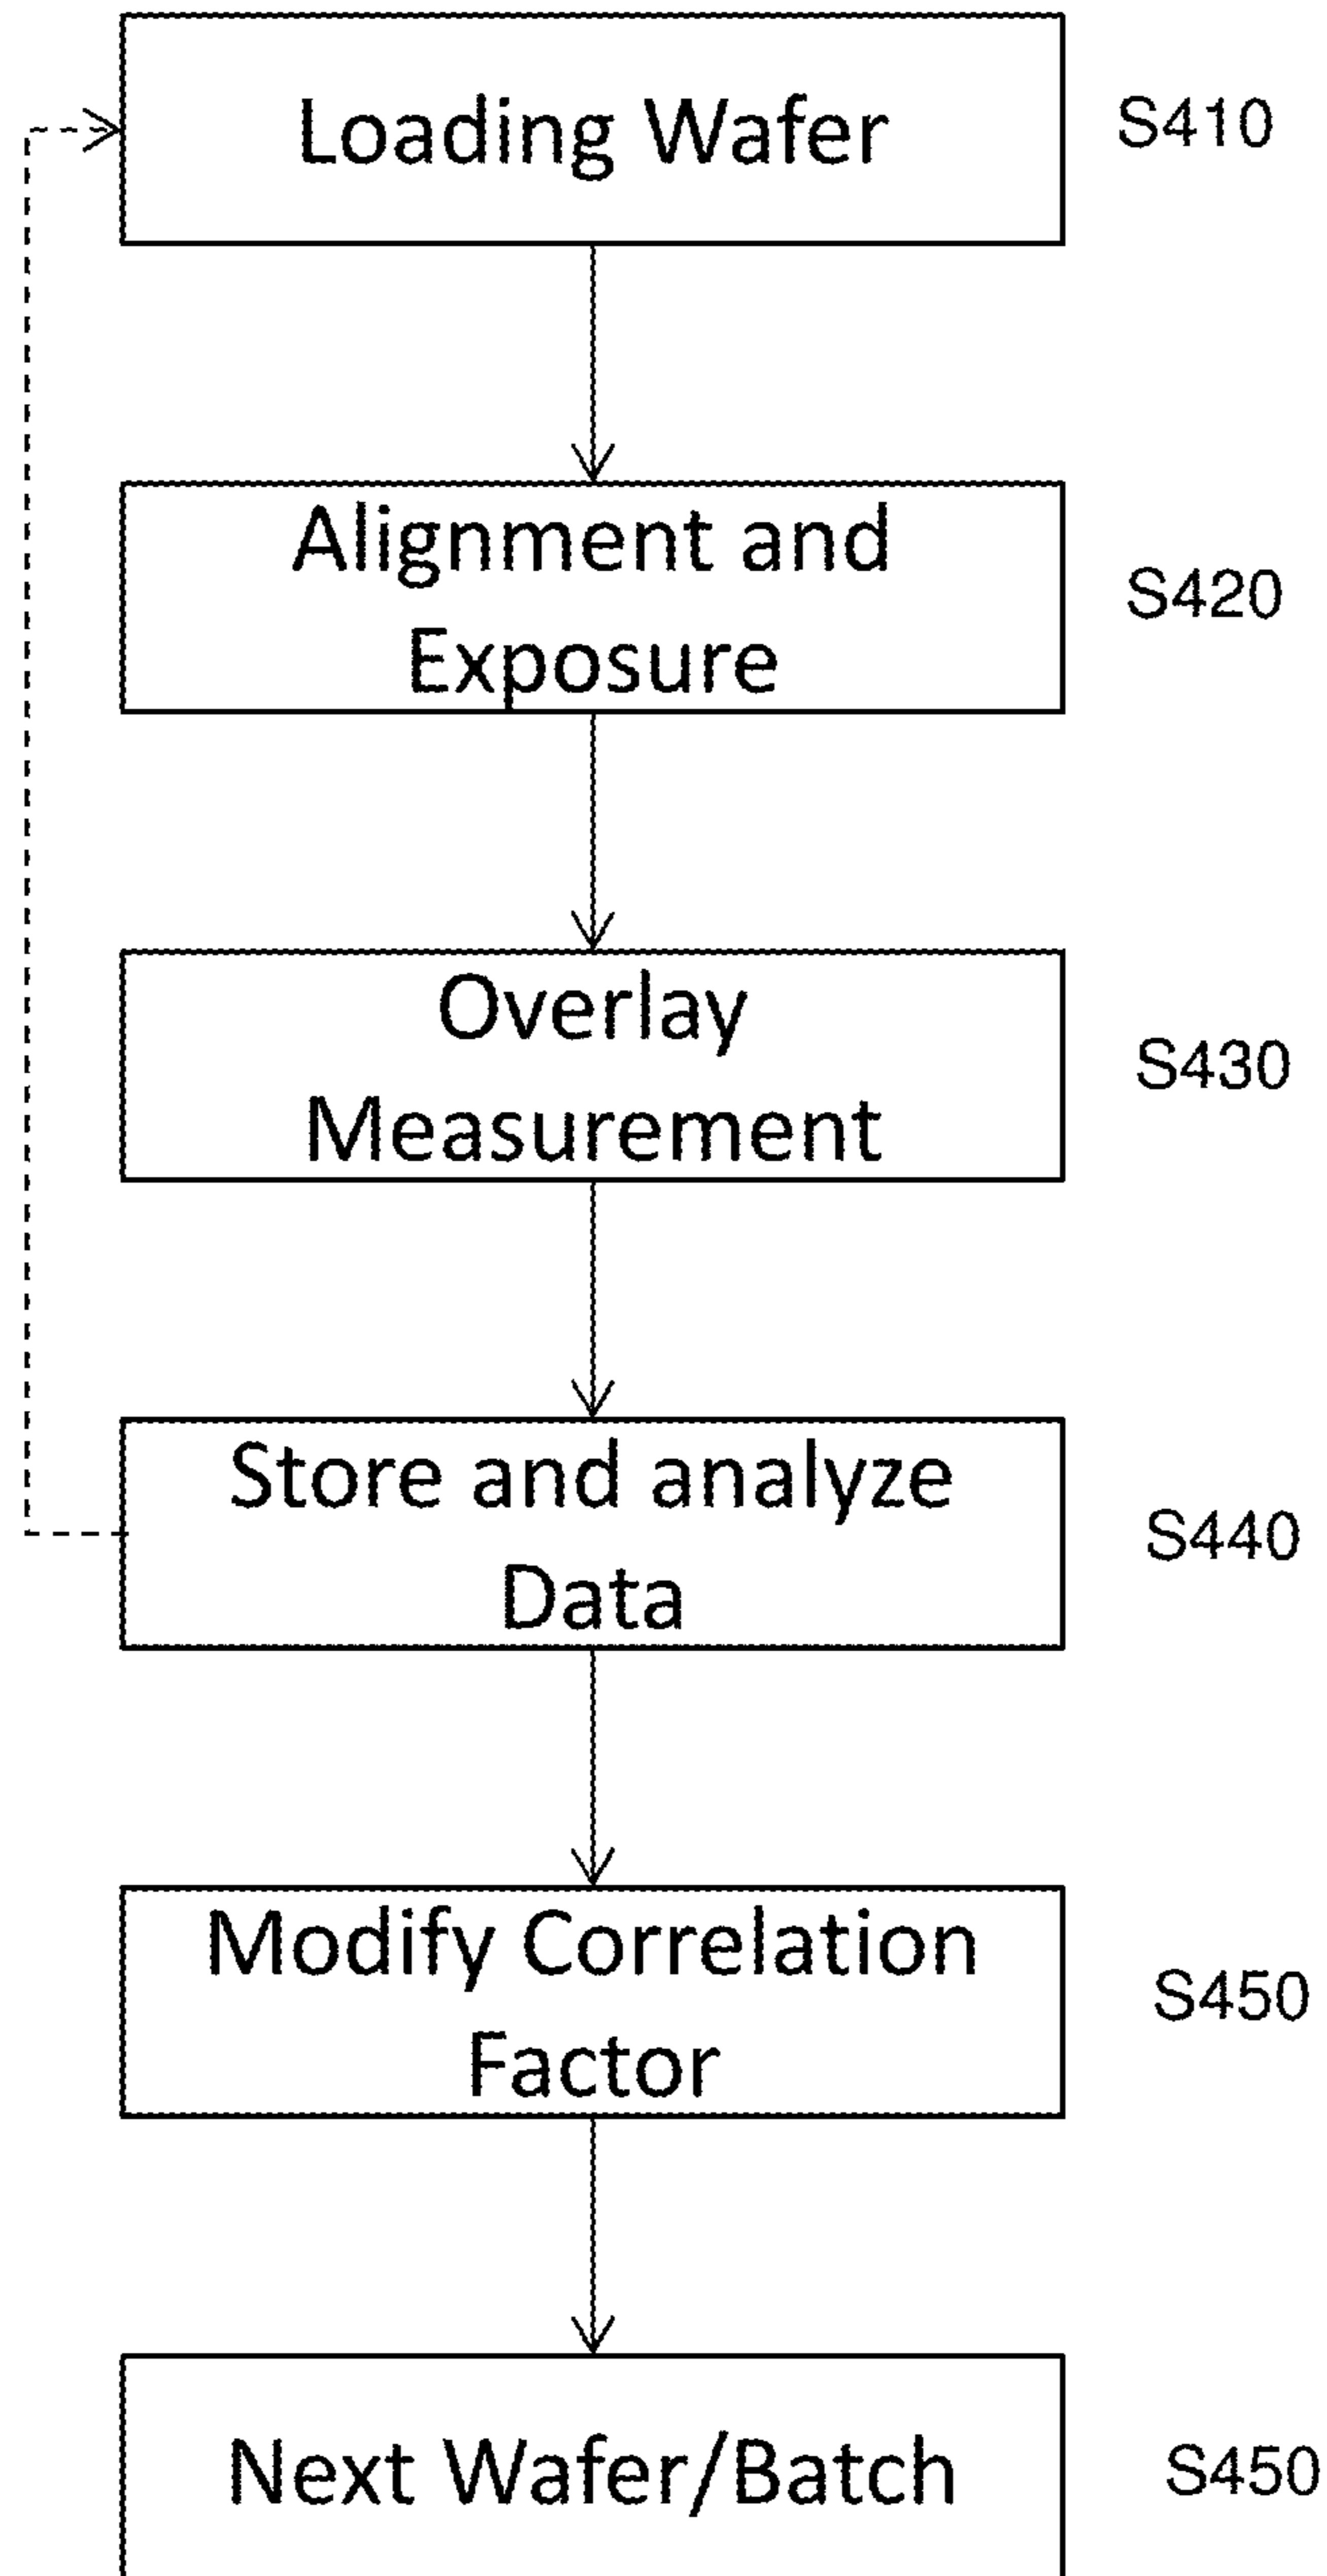 Loading Wafer
S410
Alignment and
Exposure
S420
Overlay
Measurement
S430
Store and analyze
Data
S440
Modify Correlation
Factor
S450
Next Wafer/Batch
S450